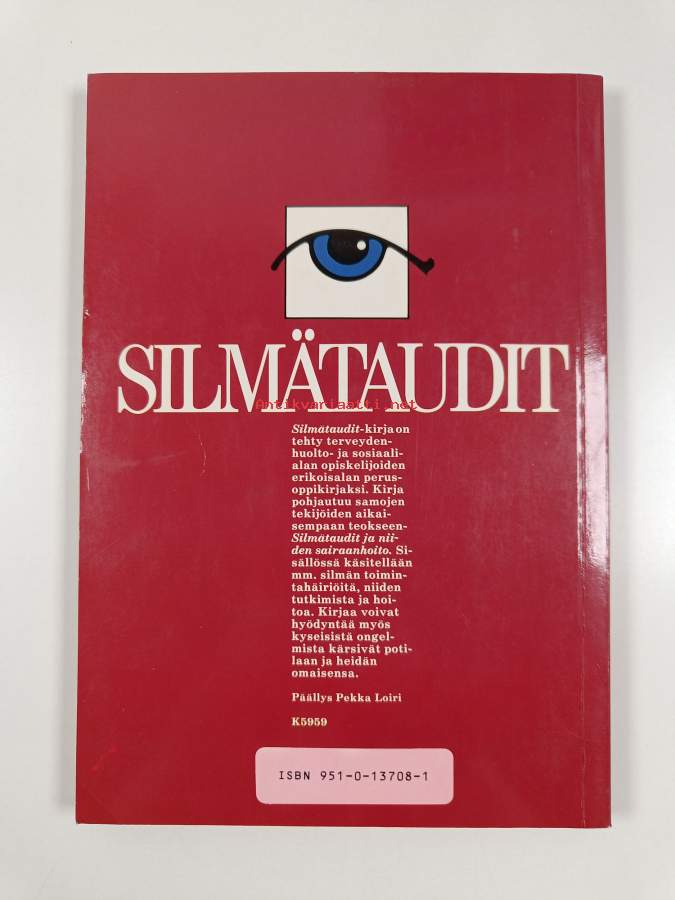 SILMÄTAUDIT
Antikvariaatti.net
Silmätaudit-kirja on
tehty terveyden-
huolto- ja sosiaali-
alan opiskelijoiden
erikoisalan perus-
oppikirjaksi. Kirja
pohjautuu samojen
tekijöiden aikai-
sempaan teokseen-
Silmätaudit ja nii-
den sairaanhoito. Si-
sällössä käsitellään
mm. silmän toimin-
tahäiriöitä, niiden
tutkimista ja hoi-
toa. Kirjaa voivat
hyödyntää myös
kyseisistä ongel-
mista kärsivät poti-
laan ja heidän
omaisensa.
Päällys Pekka Loiri
K5959
ISBN 951-0-13708-1